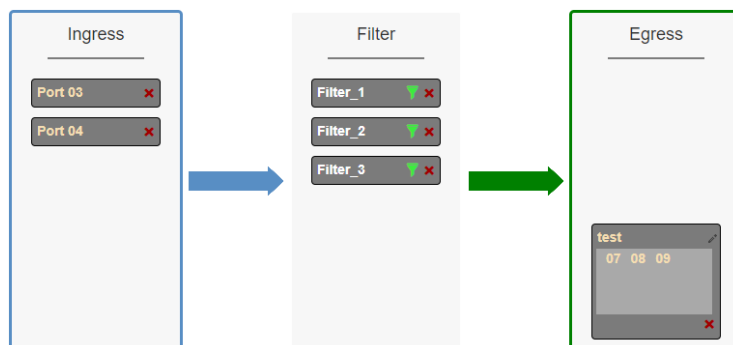 Ingress
Port 03
Port 04
Filter
Filter_1
Filter_2
Filter_3
Egress
test
07 08 09